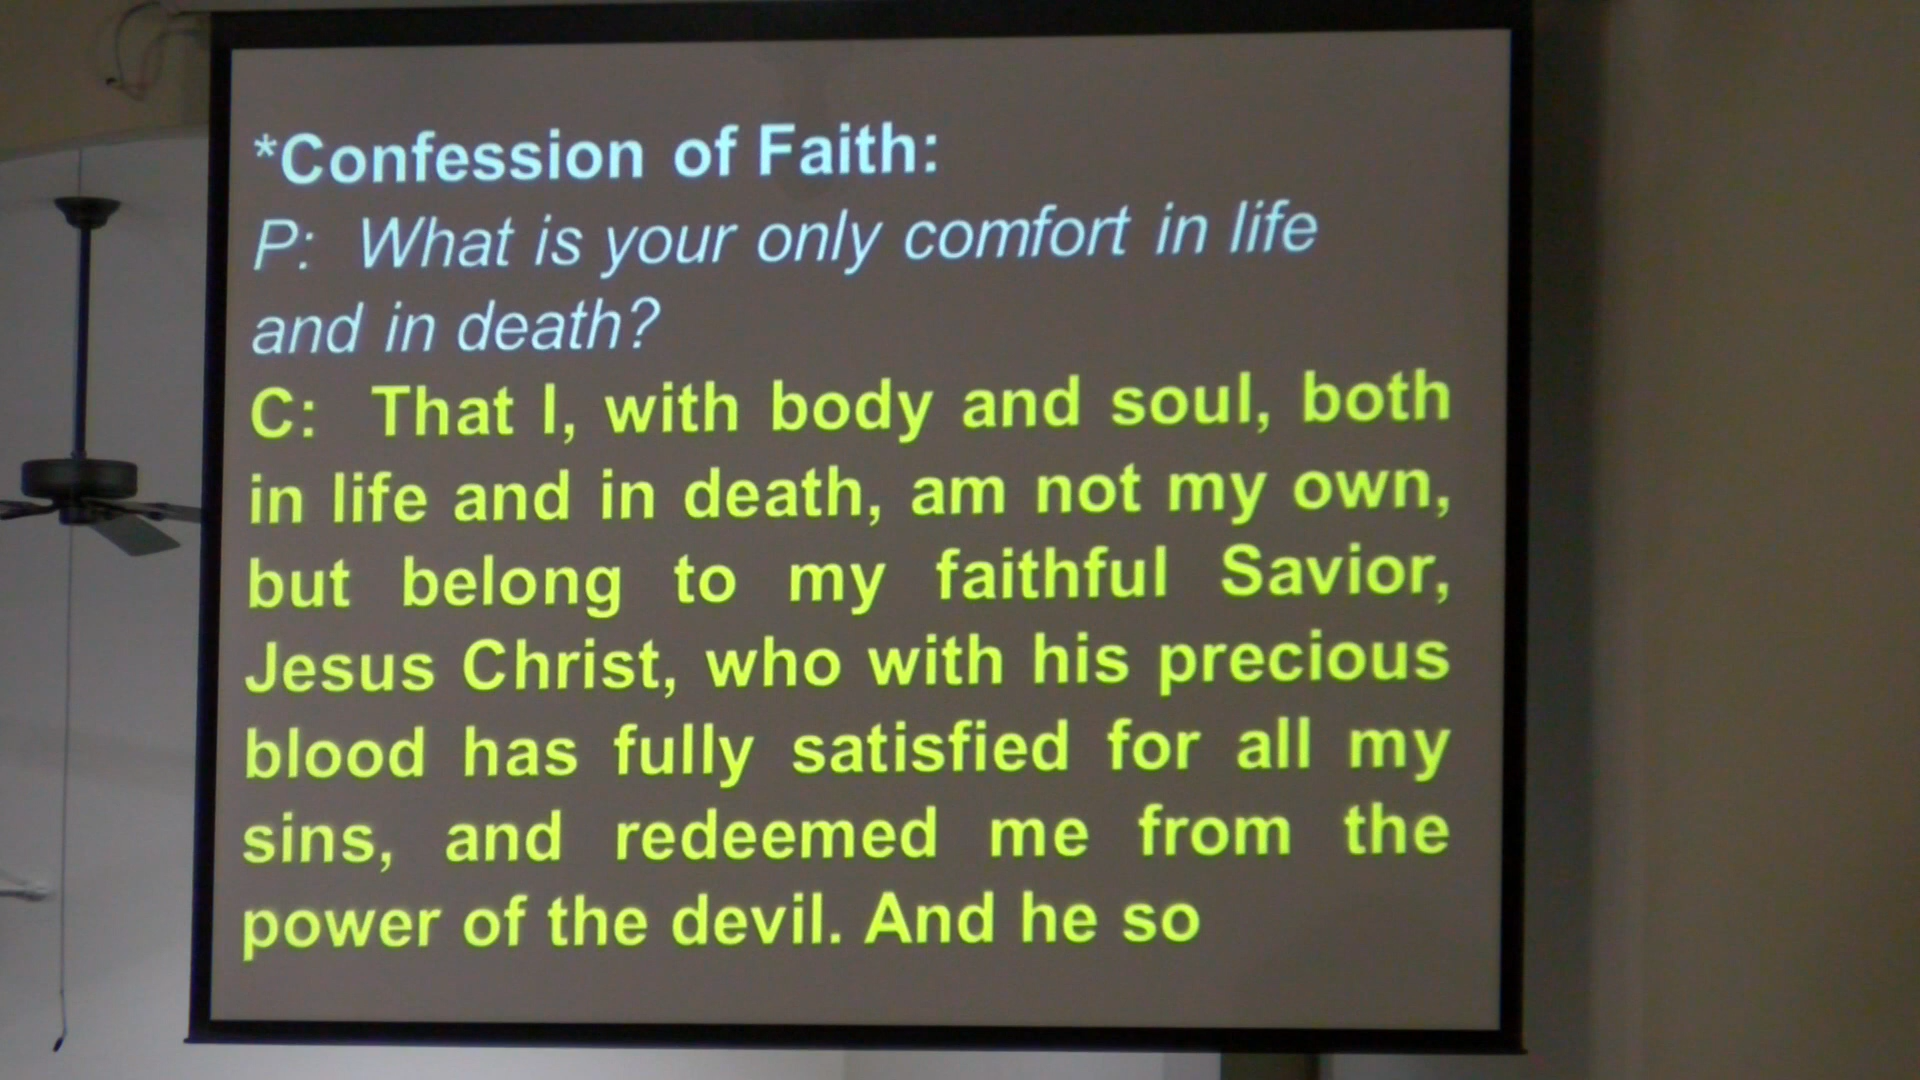 *Confession of Faith:
P: What is your only comfort in life
and in death?
C: That I, with body and soul, both
in life and in death, am not my own,
but belong to my faithful Savior,
Jesus Christ, who with his precious
blood has fully satisfied for all my
sins, and redeemed me from the
power of the devil. And he so